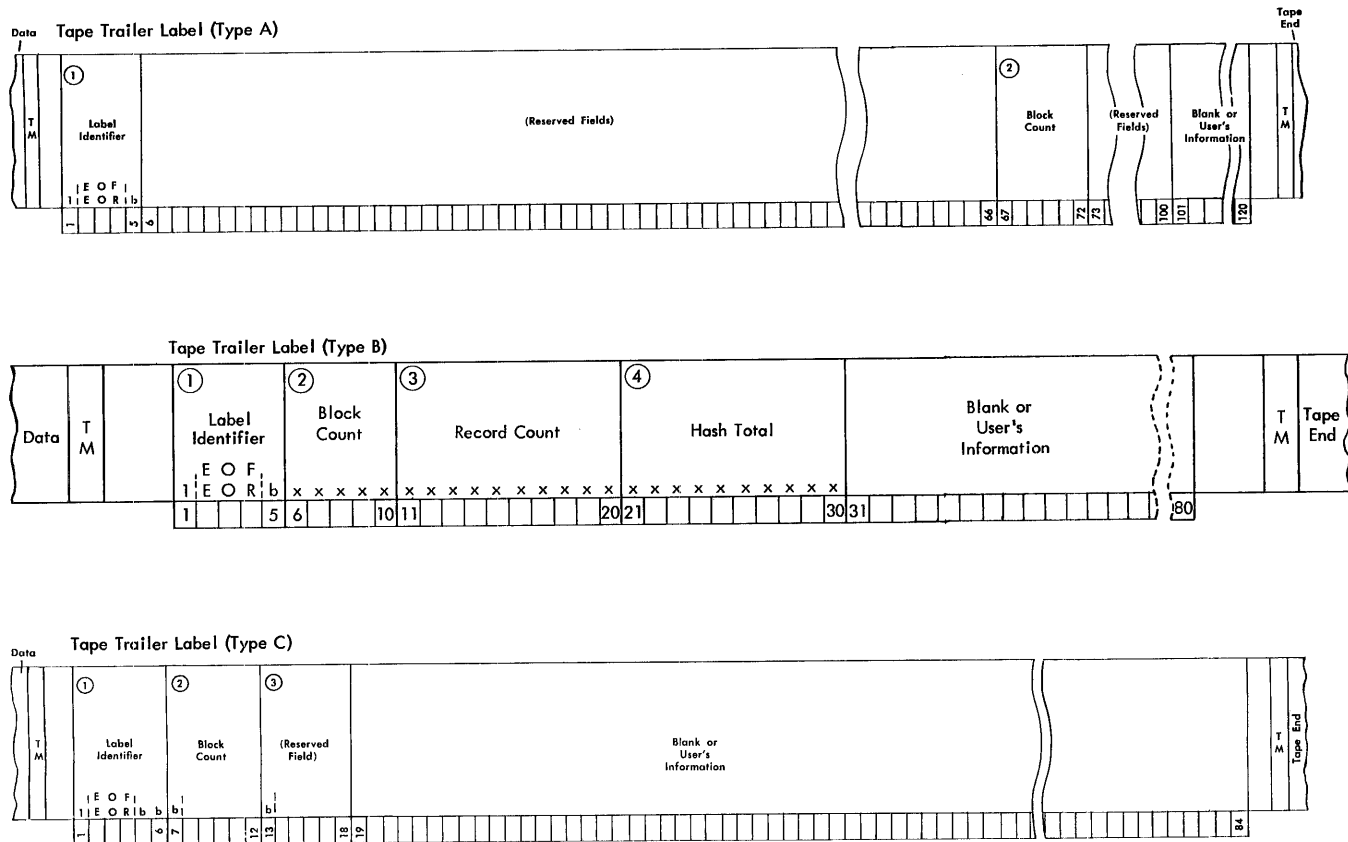 Tape Trailer Label (Type A)
Data
Tape
End
T
M
1
Label
Identifier
E O F
1 E O R b
(Reserved Fields)
2
Block
Count
(Reserved
Fields)
Blank or
User's
Information
T
M
1 5 6 66 67 72 73 100 101 120
Tape Trailer Label (Type B)
Data
T
M
1
Label
Identifier
E O F
1 E O R b
2
Block
Count
x x x x x
3
Record Count
x x x x x x x x x x
4
Hash Total
x x x x x x x x x x
Blank or
User's
Information
T
M
Tape
End
1 5 6 10 11 20 21 30 31 80
Tape Trailer Label (Type C)
Data
T
M
1
Label
Identifier
E O F
1 E O R b b
2
Block
Count
b
3
(Reserved
Field)
b
Blank or
User's
Information
T
M
Tape End
1 6 7 12 13 18 19 84